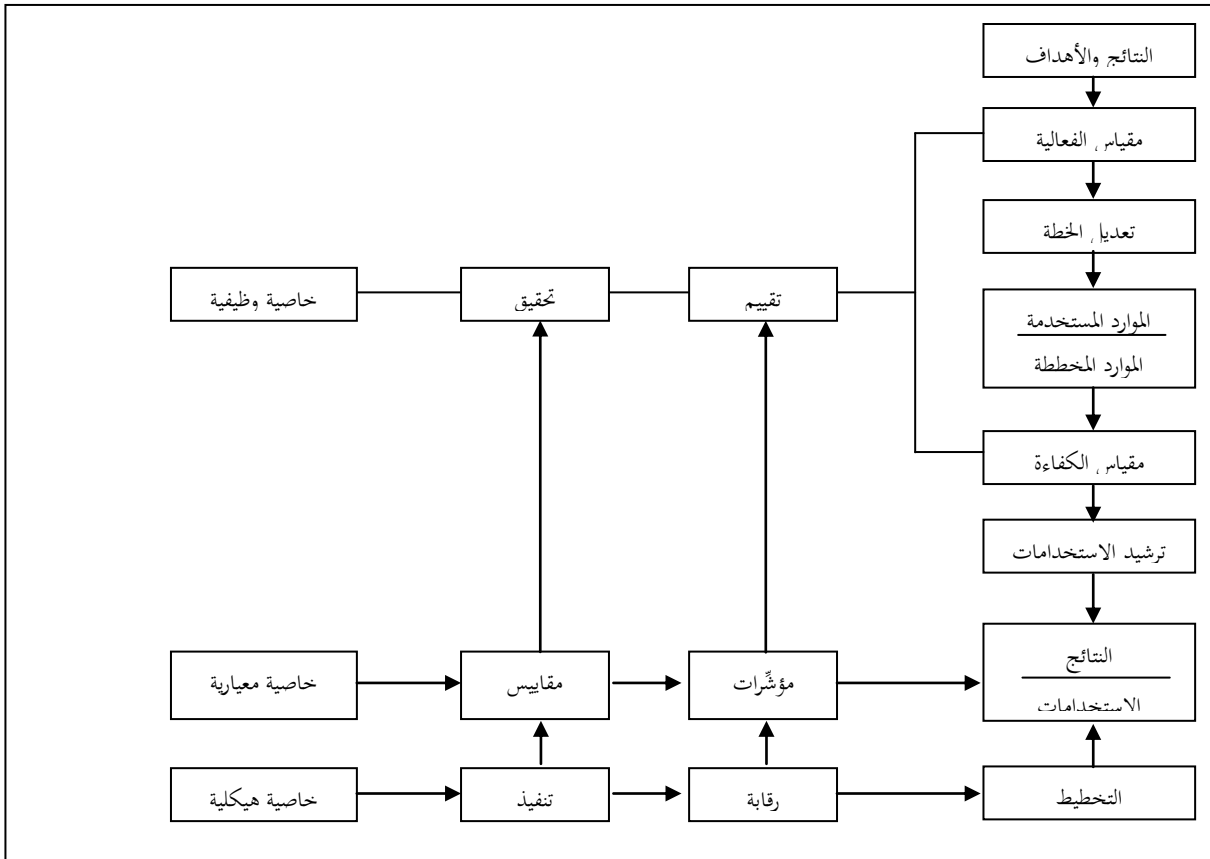 النتائج والأهداف
مقياس الفعالية
تعديل الخطة
خاصية وظيفية
تحقيق
تقييم
الموارد المستخدمة
الموارد المخططة
مقياس الكفاءة
ترشيد الاستخدامات
خاصية معيارية
مقاييس
مؤشِّرات
النتائج
الاستخدامات
خاصية هيكلية
تنفيذ
رقابة
التخطيط